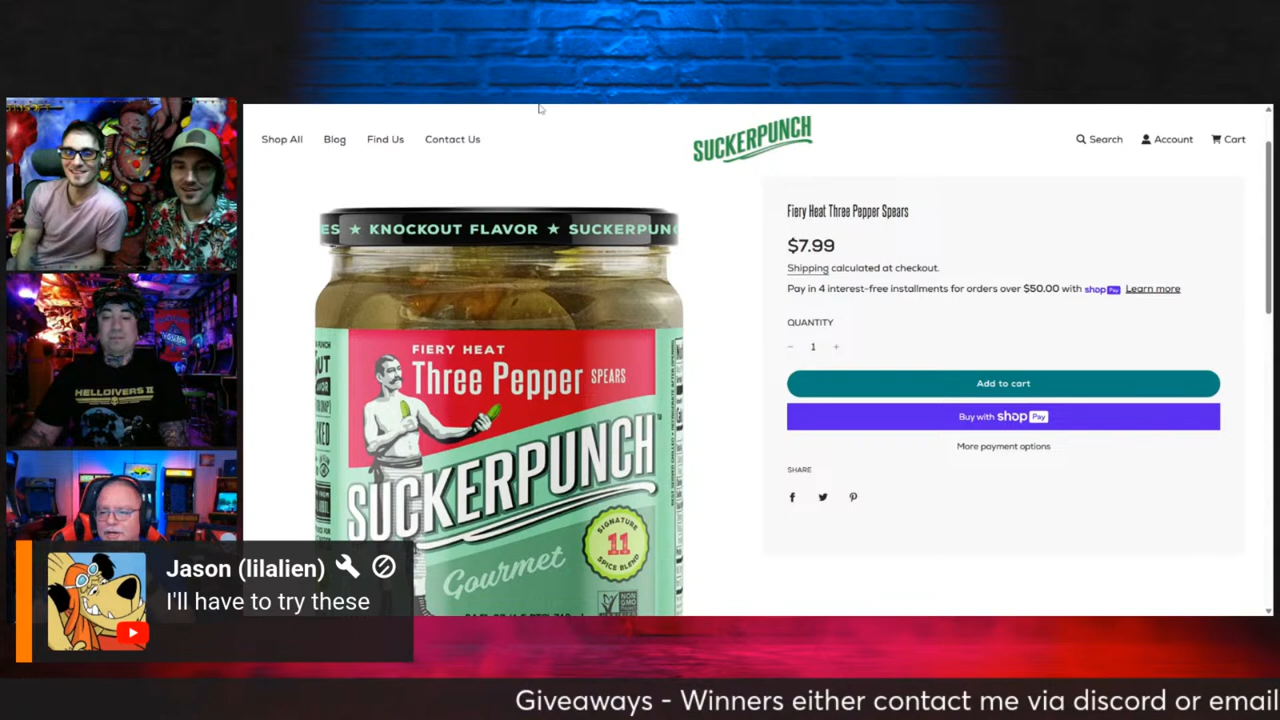 Shop All
Blog
Find Us
Contact Us
SUCKERPUNCH
Search
Account
Cart
ES ★ KNOCKOUT FLAVOR ★ SUCKERPUNC
FIERY HEAT
Three Pepper SPEARS
SUCKERPUNCH
Gourmet
SIGNATURE
11
SPICE BLEND
NON
GMO
Fiery Heat Three Pepper Spears
$7.99
Shipping calculated at checkout.
Pay in 4 interest-free installments for orders over $50.00 with shop Pay Learn more
QUANTITY
− 1 +
Add to cart
Buy with shop Pay
More payment options
SHARE
HELLDIVERS II
Jason (lilalien)
I'll have to try these
Giveaways - Winners either contact me via discord or email